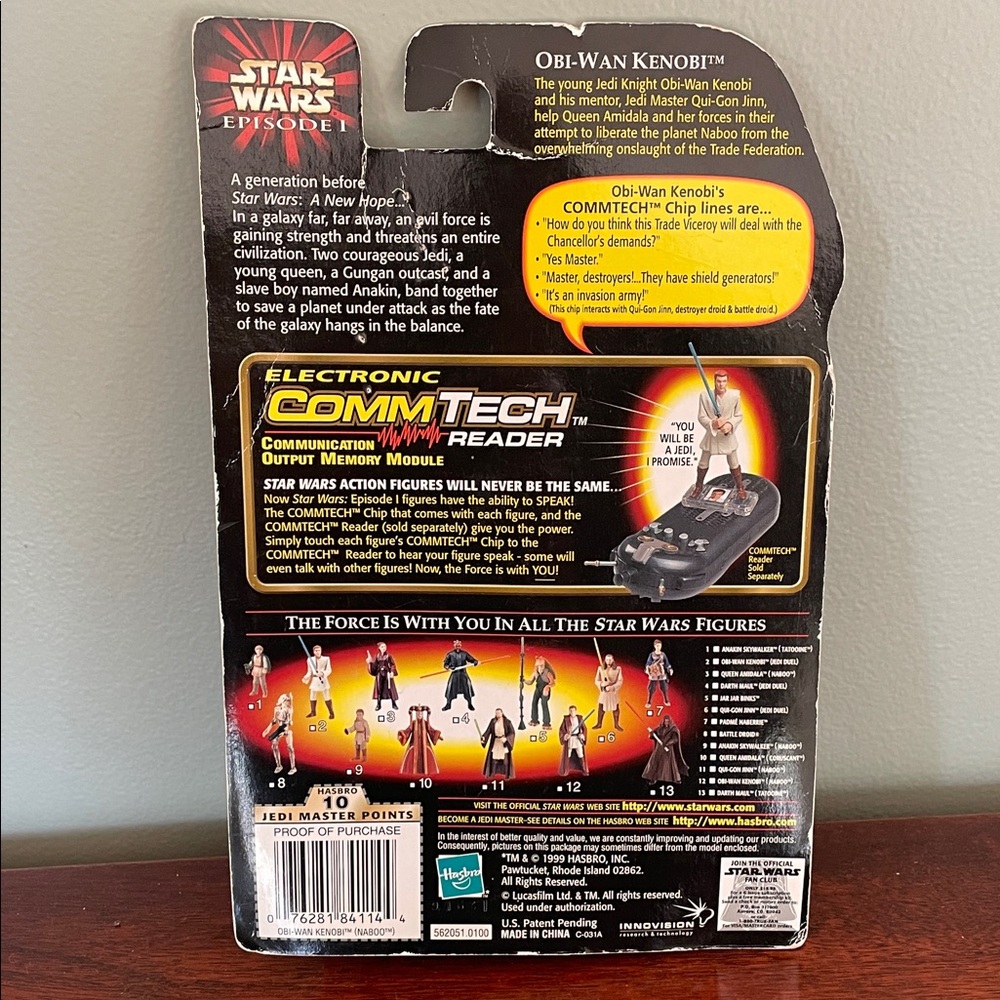 STAR
WARS
EPISODE I
OBI-WAN KENOBI™
The young Jedi Knight Obi-Wan Kenobi
and his mentor, Jedi Master Qui-Gon Jinn,
help Queen Amidala and her forces in their
attempt to liberate the planet Naboo from the
overwhelming onslaught of the Trade Federation.
A generation before
Star Wars: A New Hope...
In a galaxy far, far away, an evil force is
gaining strength and threatens an entire
civilization. Two courageous Jedi, a
young queen, a Gungan outcast, and a
slave boy named Anakin, band together
to save a planet under attack as the fate
of the galaxy hangs in the balance.
Obi-Wan Kenobi's
COMMTECH™ Chip lines are...
• "How do you think this Trade Viceroy will deal with the
Chancellor's demands?"
• "Yes Master."
• "Master, destroyers!...They have shield generators!"
• "It's an invasion army!"
(This chip interacts with Qui-Gon Jinn, destroyer droid & battle droid.)
ELECTRONIC
COMMTECH™
READER
COMMUNICATION
OUTPUT MEMORY MODULE
STAR WARS ACTION FIGURES WILL NEVER BE THE SAME...
Now Star Wars: Episode I figures have the ability to SPEAK!
The COMMTECH™ Chip that comes with each figure, and the
COMMTECH™ Reader (sold separately) give you the power.
Simply touch each figure's COMMTECH™ Chip to the
COMMTECH™ Reader to hear your figure speak - some will
even talk with other figures! Now, the Force is with YOU!
"YOU
WILL BE
A JEDI,
I PROMISE."
COMMTECH™
Reader
Sold
Separately
THE FORCE IS WITH YOU IN ALL THE STAR WARS FIGURES
1
2
3
4
5
6
7
8
9
10
11
12
13
1 ANAKIN SKYWALKER™ (TATOOINE™)
2 OBI-WAN KENOBI™ (JEDI DUEL)
3 QUEEN AMIDALA™ (NABOO™)
4 DARTH MAUL™ (JEDI DUEL)
5 JAR JAR BINKS™
6 QUI-GON JINN™ (JEDI DUEL)
7 PADMÉ NABERRIE™
8 BATTLE DROID®
9 ANAKIN SKYWALKER™ (NABOO™)
10 QUEEN AMIDALA™ (CORUSCANT™)
11 QUI-GON JINN™ (NABOO™)
12 OBI-WAN KENOBI™ (NABOO™)
13 DARTH MAUL™ (TATOOINE™)
HASBRO
10
JEDI MASTER POINTS
PROOF OF PURCHASE
0 76281 84114 4
OBI-WAN KENOBI™ (NABOO™)
VISIT THE OFFICIAL STAR WARS WEB SITE http://www.starwars.com
BECOME A JEDI MASTER–SEE DETAILS ON THE HASBRO WEB SITE http://www.hasbro.com
In the interest of better quality and value, we are constantly improving and updating our products.
Consequently, pictures on this package may sometimes differ from the model enclosed.
Hasbro
®
562051.0100
*TM & © 1999 HASBRO, INC.
Pawtucket, Rhode Island 02862.
All Rights Reserved.
© Lucasfilm Ltd. & TM. All rights reserved.
Used under authorization.
U.S. Patent Pending
MADE IN CHINA C-031A
INNOVISION
research & technology
JOIN THE OFFICIAL
STAR WARS
FAN CLUB
or call
1-800-TRUE-FAN
For VISA/MASTERCARD orders